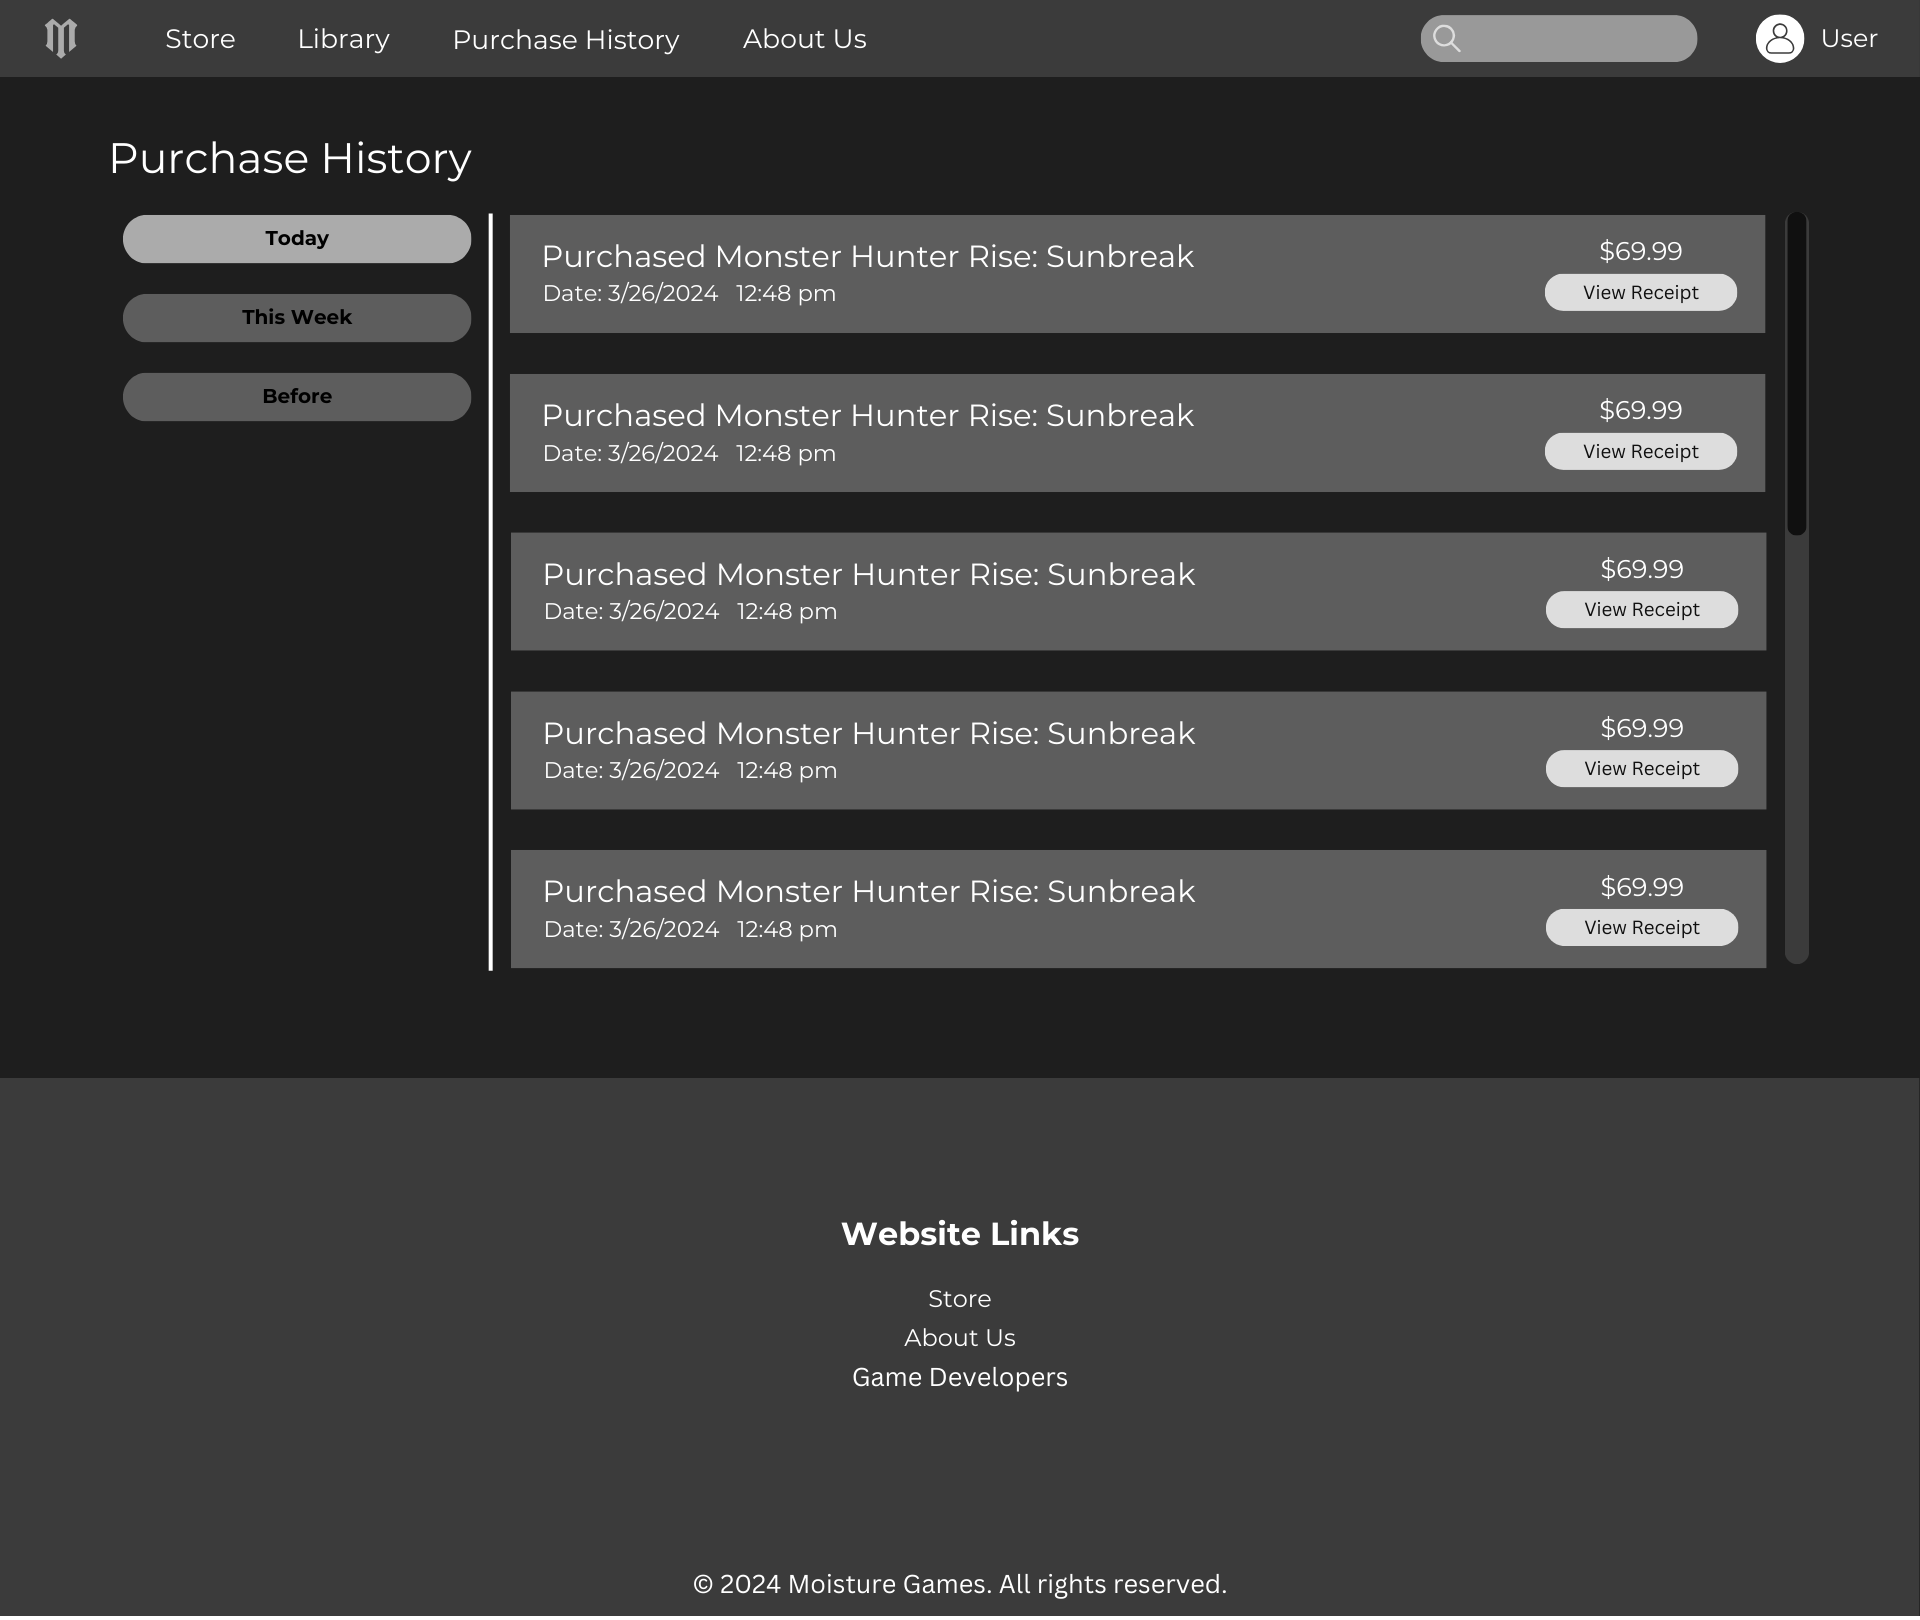 Store Library Purchase History About Us User
Purchase History
Today
This Week
Before
Purchased Monster Hunter Rise: Sunbreak
Date: 3/26/2024 12:48 pm
$69.99
View Receipt
Purchased Monster Hunter Rise: Sunbreak
Date: 3/26/2024 12:48 pm
$69.99
View Receipt
Purchased Monster Hunter Rise: Sunbreak
Date: 3/26/2024 12:48 pm
$69.99
View Receipt
Purchased Monster Hunter Rise: Sunbreak
Date: 3/26/2024 12:48 pm
$69.99
View Receipt
Purchased Monster Hunter Rise: Sunbreak
Date: 3/26/2024 12:48 pm
$69.99
View Receipt
Website Links
Store
About Us
Game Developers
© 2024 Moisture Games. All rights reserved.